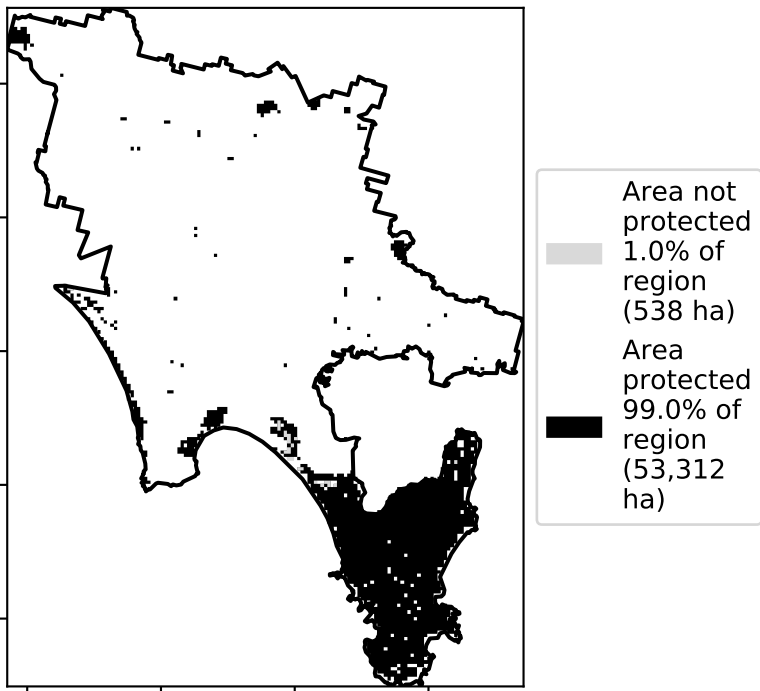 Area not
protected
1.0% of
region
(538 ha)
Area
protected
99.0% of
region
(53,312
ha)